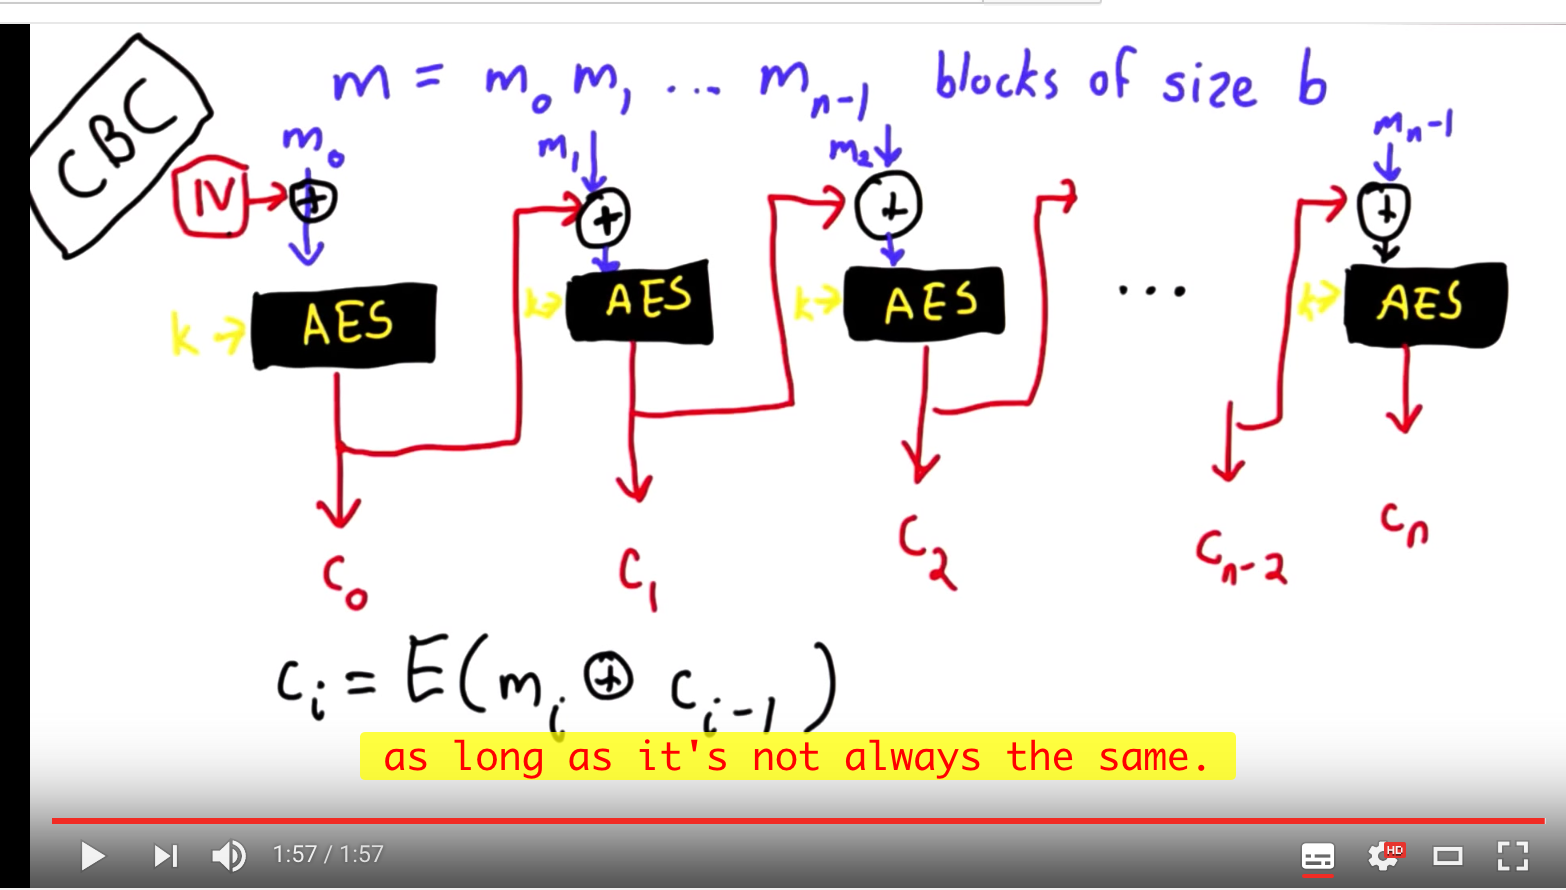 CBC
m = m₀ m₁ ... mₙ₋₁ blocks of size b
m₀ m₁ m₂ mₙ₋₁
IV + + + +
k → AES k → AES k → AES ... k → AES
c₀ c₁ c₂ cₙ₋₂ cₙ
cᵢ = E(mᵢ ⊕ cᵢ₋₁)
as long as it's not always the same.
1:57 / 1:57 HD